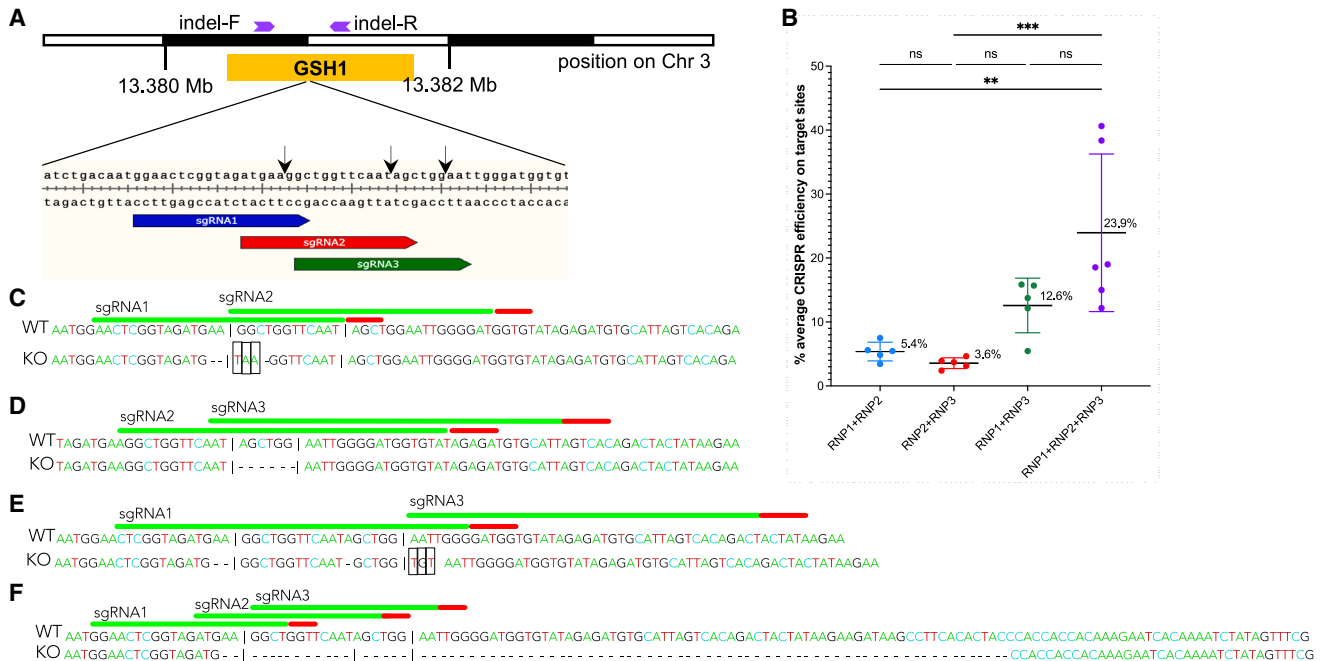 A
indel-F
indel-R
GSH1
position on Chr 3
13.380 Mb
13.382 Mb
atctgacaatggaactcggtagatgaaggctggttcaatagctggaattgggatggtgt
tagactgttaccttgagccatctacttccgaccaagttatcgaccttaaccctaccaca
sgRNA1
sgRNA2
sgRNA3
B
***
ns ns ns
**
% average CRISPR efficiency on target sites
50
40
30
20
10
0
5.4%
3.6%
12.6%
23.9%
RNP1+RNP2
RNP2+RNP3
RNP1+RNP3
RNP1+RNP2+RNP3
C
sgRNA1
sgRNA2
WT AATGGAACTCGGTAGATGAA | GGCTGGTTCAAT | AGCTGGAATTGGGGATGGTGTATAGAGATGTGCATTAGTCACAGA
KO AATGGAACTCGGTAGATG--| TAA-GGTTCAAT | AGCTGGAATTGGGGATGGTGTATAGAGATGTGCATTAGTCACAGA
D
sgRNA3
sgRNA2
WT TAGATGAAGGCTGGTTCAAT | AGCTGG | AATTGGGGATGGTGTATAGAGATGTGCATTAGTCACAGACTACTATAAGAA
KO TAGATGAAGGCTGGTTCAAT |------| AATTGGGGATGGTGTATAGAGATGTGCATTAGTCACAGACTACTATAAGAA
E
sgRNA3
sgRNA1
WT AATGGAACTCGGTAGATGAA | GGCTGGTTCAATAGCTGG | AATTGGGGATGGTGTATAGAGATGTGCATTAGTCACAGACTACTATAAGAA
KO AATGGAACTCGGTAGATG--| GGCTGGTTCAAT-GCTGG | TGT AATTGGGGATGGTGTATAGAGATGTGCATTAGTCACAGACTACTATAAGAA
F
sgRNA1 sgRNA2 sgRNA3
WT AATGGAACTCGGTAGATGAA | GGCTGGTTCAATAGCTGG | AATTGGGGATGGTGTATAGAGATGTGCATTAGTCACAGACTACTATAAGAAGATAAGCCTTCACACTACCCACCACCACAAAGAATCACAAAATCTATAGTTTCG
KO AATGGAACTCGGTAGATG--|------------|------|------------------------------------------------------------------- CCACCACCACAAAGAATCACAAAATCTATAGTTTCG